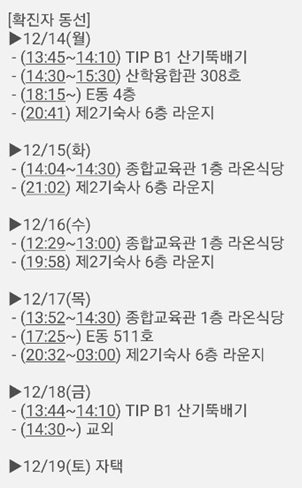 [확진자 동선]
▶12/14(월)
- (13:45~14:10) TIP B1 산기뚝배기
- (14:30~15:30) 산학융합관 308호
- (18:15~) E동 4층
- (20:41) 제2기숙사 6층 라운지
▶12/15(화)
- (14:04~14:30) 종합교육관 1층 라온식당
- (21:02) 제2기숙사 6층 라운지
▶12/16(수)
- (12:29~13:00) 종합교육관 1층 라온식당
- (19:58) 제2기숙사 6층 라운지
▶12/17(목)
- (13:52~14:30) 종합교육관 1층 라온식당
- (17:25~) E동 511호
- (20:32~03:00) 제2기숙사 6층 라운지
▶12/18(금)
- (13:44~14:10) TIP B1 산기뚝배기
- (14:30~) 교외
▶12/19(토) 자택